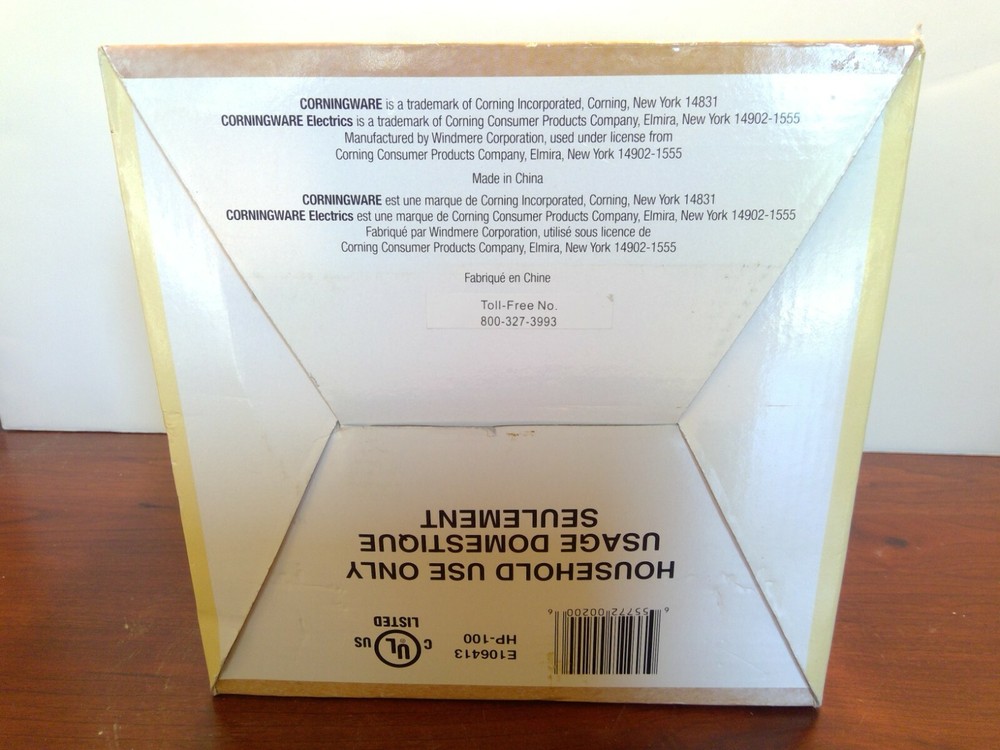 CORNINGWARE is a trademark of Corning Incorporated, Corning, New York 14831
CORNINGWARE Electrics is a trademark of Corning Consumer Products Company, Elmira, New York 14902-1555
Manufactured by Windmere Corporation, used under license from
Corning Consumer Products Company, Elmira, New York 14902-1555
Made in China
CORNINGWARE est une marque de Corning Incorporated, Corning, New York 14831
CORNINGWARE Electrics est une marque de Corning Consumer Products Company, Elmira, New York 14902-1555
Fabriqué par Windmere Corporation, utilisé sous licence de
Corning Consumer Products Company, Elmira, New York 14902-1555
Fabriqué en Chine
Toll-Free No.
800-327-3993
HOUSEHOLD USE ONLY
USAGE DOMESTIQUE
SEULEMENT
6 55772 00200 6
E106413
HP-100
C UL US
LISTED